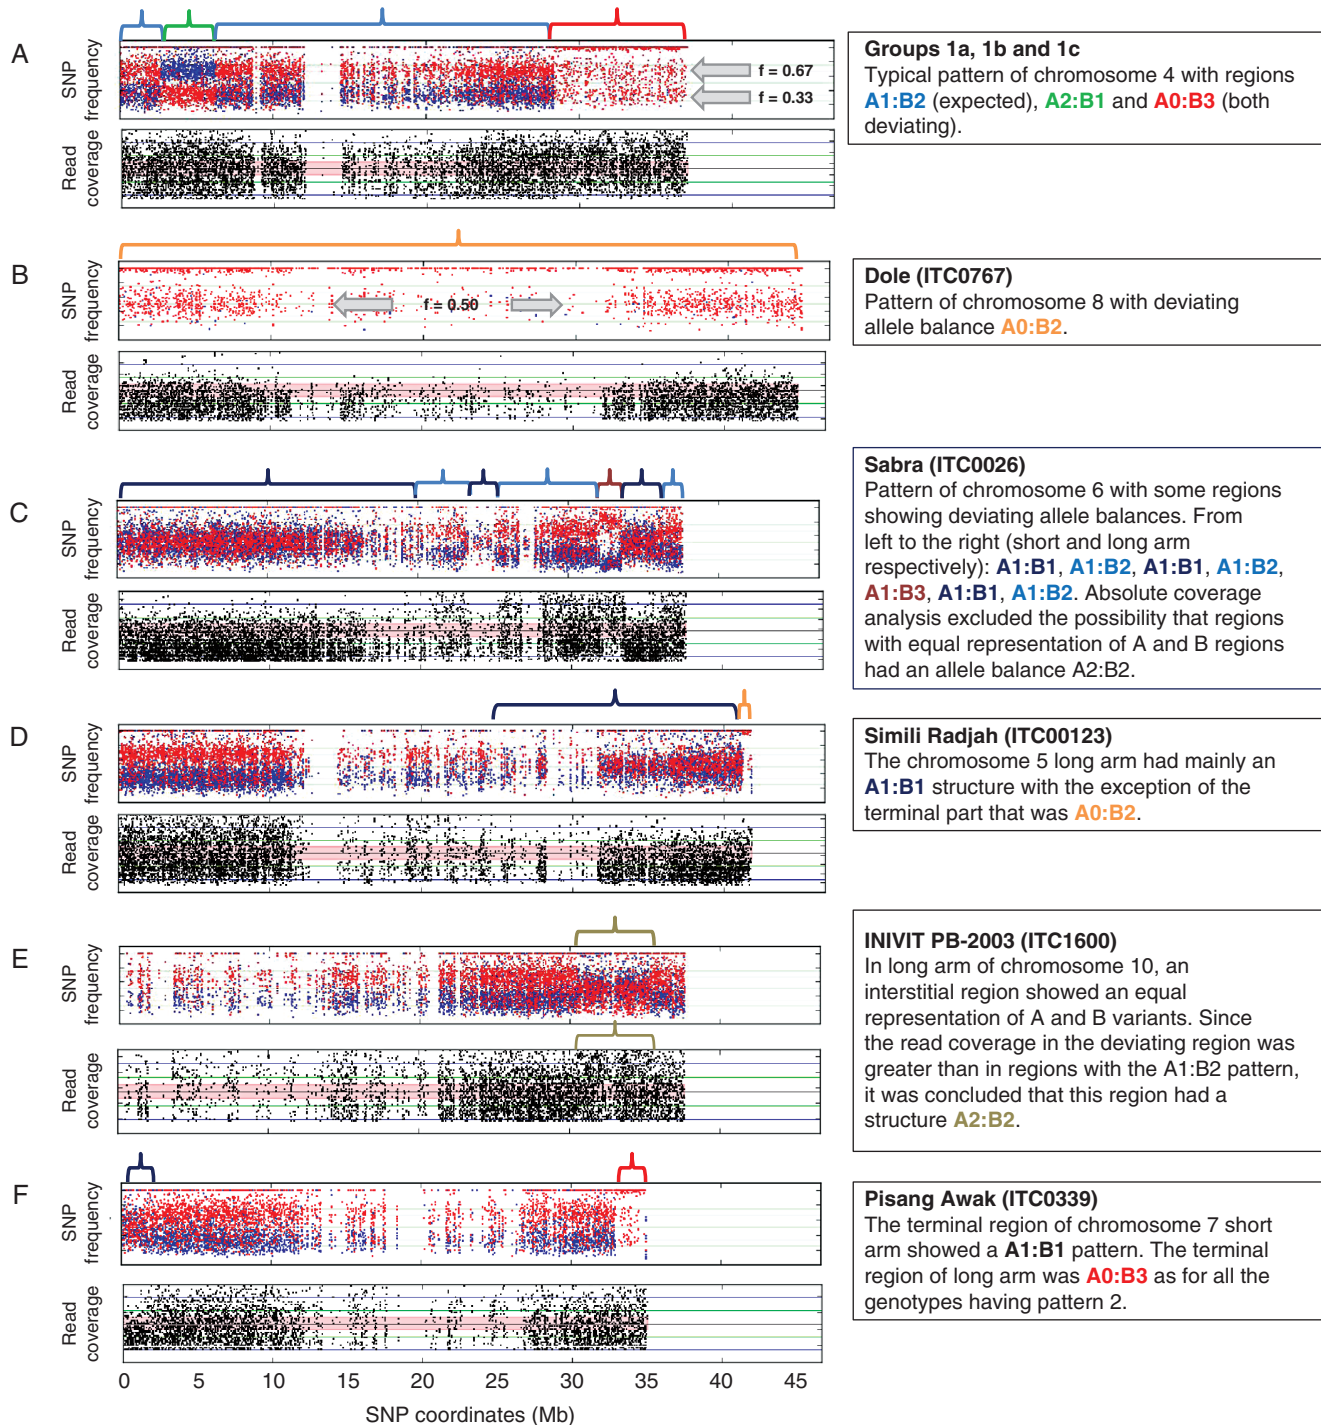 A
SNP
frequency
f = 0.67
f = 0.33
Read
coverage
Groups 1a, 1b and 1c
Typical pattern of chromosome 4 with regions
A1:B2 (expected), A2:B1 and A0:B3 (both
deviating).
B
SNP
frequency
f = 0.50
Read
coverage
Dole (ITC0767)
Pattern of chromosome 8 with deviating
allele balance A0:B2.
C
SNP
frequency
Read
coverage
Sabra (ITC0026)
Pattern of chromosome 6 with some regions
showing deviating allele balances. From
left to the right (short and long arm
respectively): A1:B1, A1:B2, A1:B1, A1:B2,
A1:B3, A1:B1, A1:B2. Absolute coverage
analysis excluded the possibility that regions
with equal representation of A and B regions
had an allele balance A2:B2.
D
SNP
frequency
Read
coverage
Simili Radjah (ITC00123)
The chromosome 5 long arm had mainly an
A1:B1 structure with the exception of the
terminal part that was A0:B2.
E
SNP
frequency
Read
coverage
INIVIT PB-2003 (ITC1600)
In long arm of chromosome 10, an
interstitial region showed an equal
representation of A and B variants. Since
the read coverage in the deviating region was
greater than in regions with the A1:B2 pattern,
it was concluded that this region had a
structure A2:B2.
F
SNP
frequency
Read
coverage
Pisang Awak (ITC0339)
The terminal region of chromosome 7 short
arm showed a A1:B1 pattern. The terminal
region of long arm was A0:B3 as for all the
genotypes having pattern 2.
0 5 10 15 20 25 30 35 40 45
SNP coordinates (Mb)